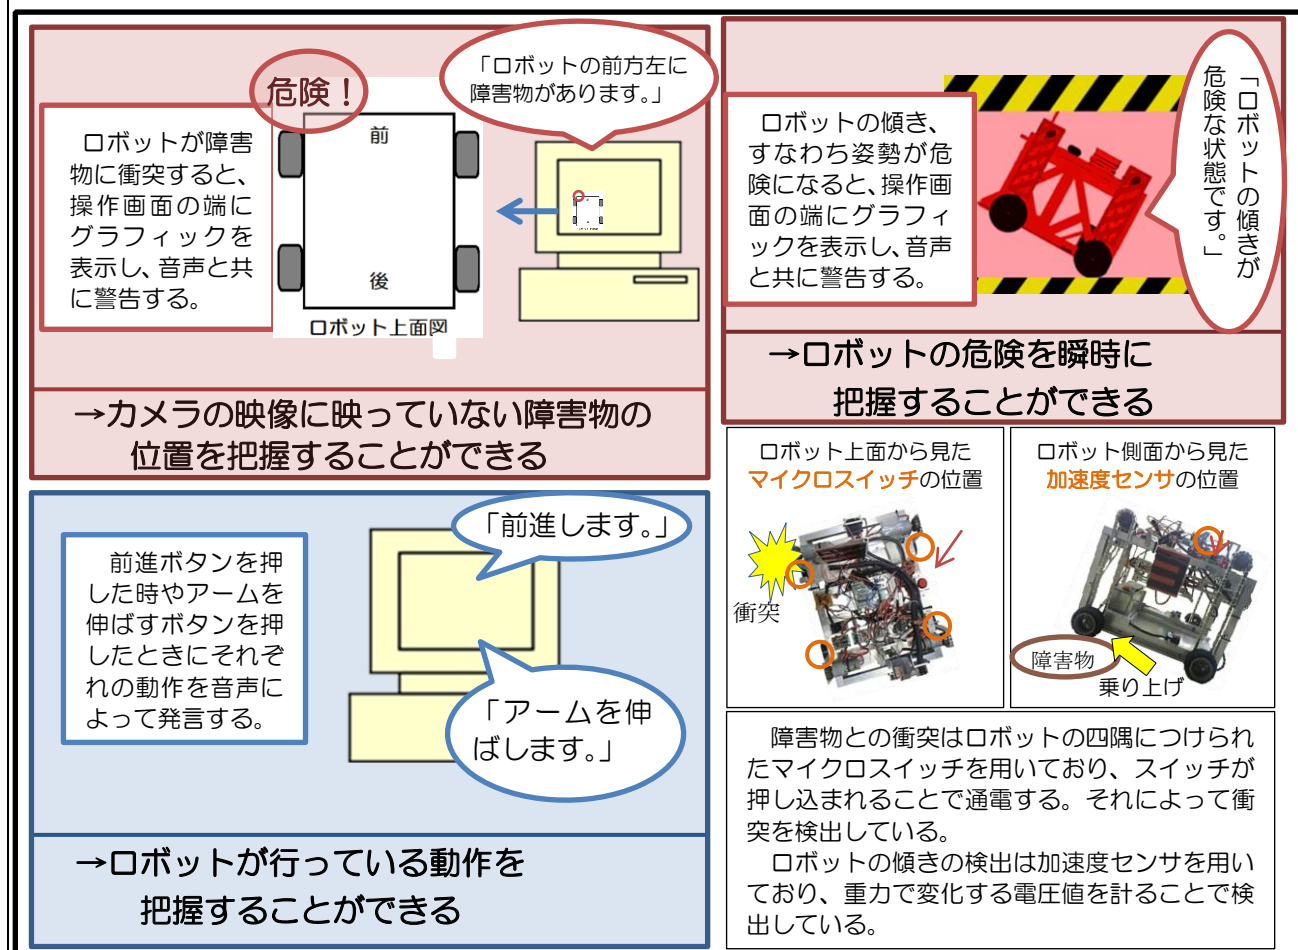 危険！
「ロボットの前方左に
障害物があります。」
ロボットが障害
物に衝突すると、
操作画面の端に
グラフィックを
表示し、音声と共
に警告する。
前
後
ロボット上面図
→カメラの映像に映っていない障害物の
位置を把握することができる
ロボットの傾き、
すなわち姿勢が危
険になると、操作画
面の端にグラフィ
ックを表示し、音声
と共に警告する。
「ロボットの傾きが
危険な状態です。」
→ロボットの危険を瞬時に
把握することができる
前進ボタンを押
した時やアームを
伸ばすボタンを押
したときにそれぞ
れの動作を音声に
よって発言する。
「前進します。」
「アームを伸
ばします。」
→ロボットが行っている動作を
把握することができる
ロボット上面から見た
マイクロスイッチの位置
衝突
ロボット側面から見た
加速度センサの位置
障害物
乗り上げ
障害物との衝突はロボットの四隅につけられ
たマイクロスイッチを用いており、スイッチが
押し込まれることで通電する。それによって衝
突を検出している。
ロボットの傾きの検出は加速度センサを用い
ており、重力で変化する電圧値を計ることで検
出している。